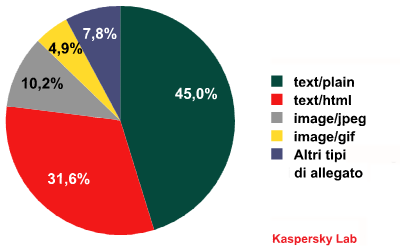 7,8%
4,9%
10,2%
45,0%
31,6%
text/plain
text/html
image/jpeg
image/gif
Altri tipi
di allegato
Kaspersky Lab